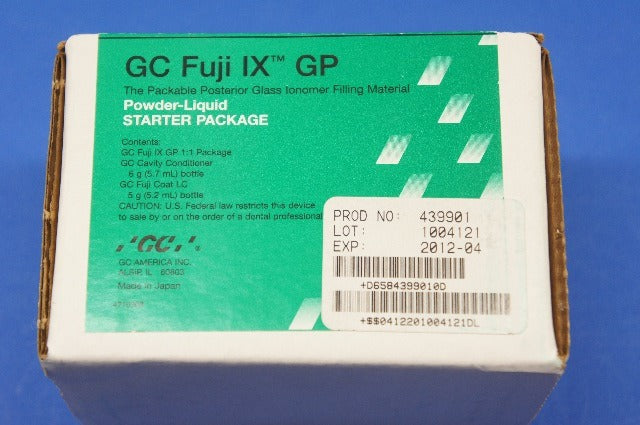 GC Fuji IX™ GP
The Packable Posterior Glass Ionomer Filling Material
Powder-Liquid
STARTER PACKAGE
Contents:
GC Fuji IX GP 1:1 Package
GC Cavity Conditioner
6 g (5.7 mL) bottle
GC Fuji Coat LC
5 g (5.2 mL) bottle
CAUTION: U.S. Federal law restricts this device
to sale by or on the order of a dental professional
GC
GC AMERICA INC.
ALSIP, IL 60803
Made in Japan
PROD NO: 439901
LOT: 1004121
EXP: 2012-04
+D6584399010D
+$$0412201004121DL